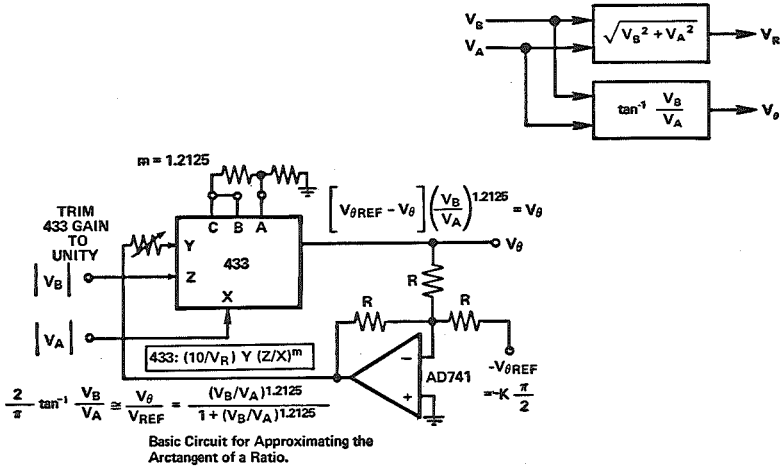 V_B
V_A
√(V_B² + V_A²)
V_R
tan⁻¹ V_B / V_A
V_θ
m = 1.2125
[V_θREF − V_θ] (V_B / V_A)^1.2125 = V_θ
TRIM
433 GAIN
TO
UNITY
C B A
Y
433
Z
X
V_θ
|V_B|
|V_A|
R
R
R
433: (10/V_R) Y (Z/X)^m
−
+
AD741
-V_θREF
=-K π/2
2/π tan⁻¹ V_B/V_A ≅ V_θ/V_REF = (V_B/V_A)^1.2125 / 1 + (V_B/V_A)^1.2125
Basic Circuit for Approximating the
Arctangent of a Ratio.